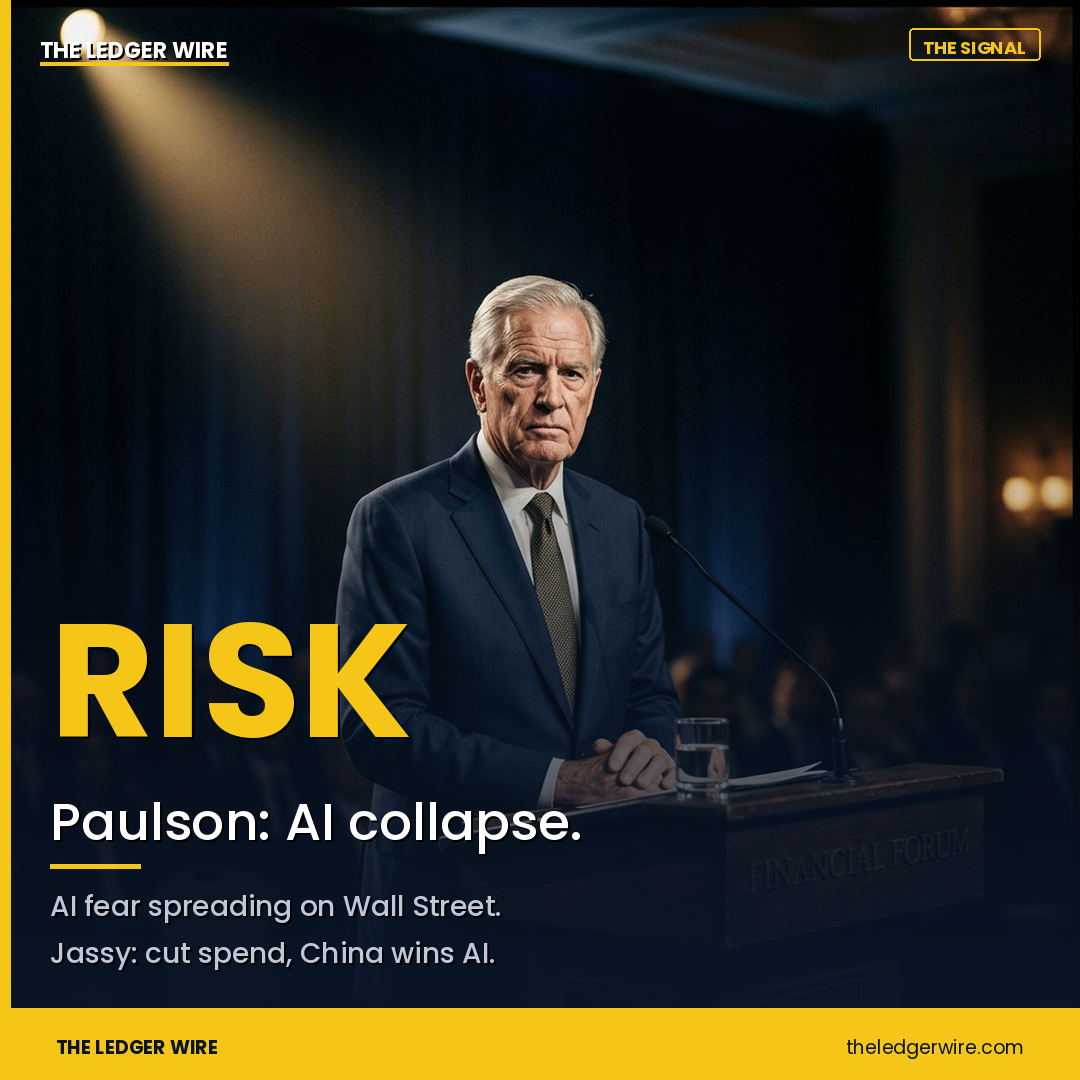 THE LEDGER WIRE
THE SIGNAL
RISK
Paulson: AI collapse.
AI fear spreading on Wall Street.
Jassy: cut spend, China wins AI.
FINANCIAL FORUM
THE LEDGER WIRE
theledgerwire.com